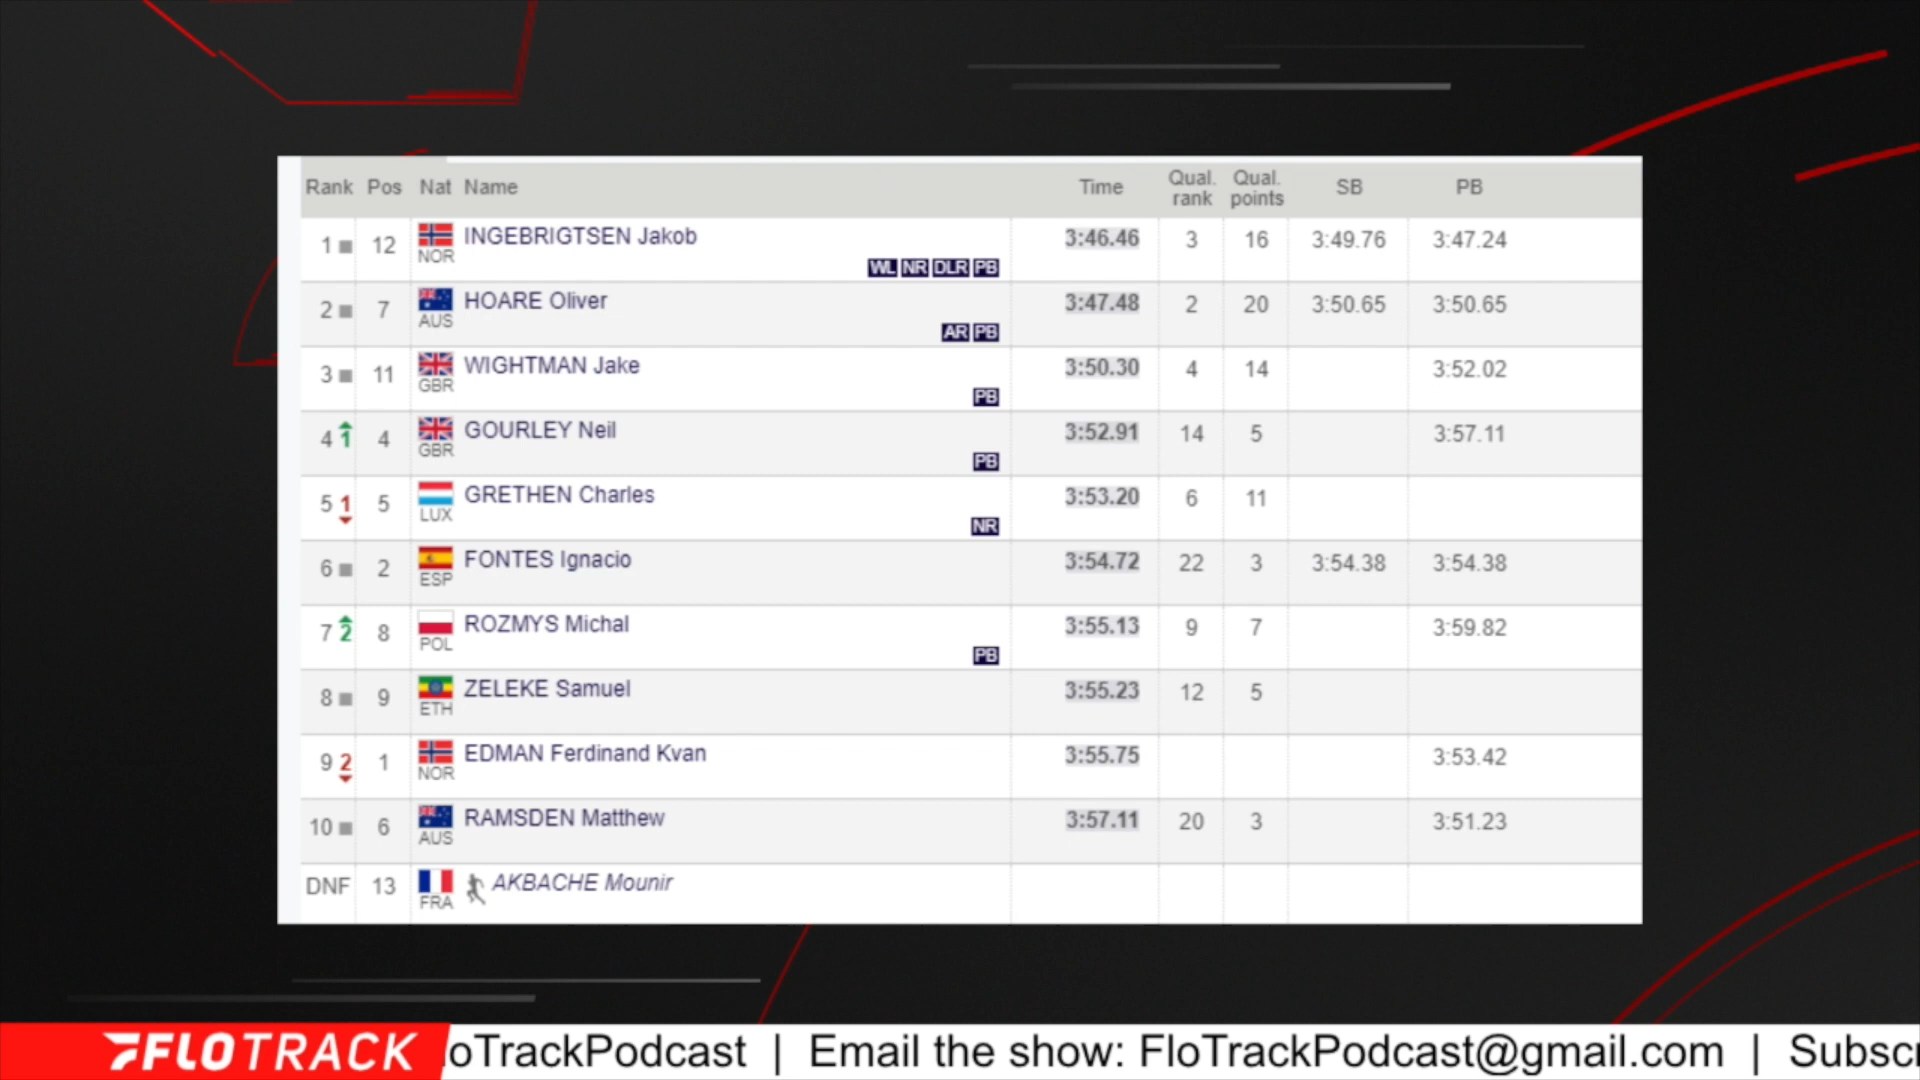 Rank Pos Nat Name Time Qual. rank Qual. points SB PB
1 12 NOR INGEBRIGTSEN Jakob WL NR DLR PB 3:46.46 3 16 3:49.76 3:47.24
2 7 AUS HOARE Oliver AR PB 3:47.48 2 20 3:50.65 3:50.65
3 11 GBR WIGHTMAN Jake PB 3:50.30 4 14 3:52.02
4 1 4 GBR GOURLEY Neil PB 3:52.91 14 5 3:57.11
5 1 5 LUX GRETHEN Charles NR 3:53.20 6 11
6 2 ESP FONTES Ignacio 3:54.72 22 3 3:54.38 3:54.38
7 2 8 POL ROZMYS Michal PB 3:55.13 9 7 3:59.82
8 9 ETH ZELEKE Samuel 3:55.23 12 5
9 2 1 NOR EDMAN Ferdinand Kvan 3:55.75 3:53.42
10 6 AUS RAMSDEN Matthew 3:57.11 20 3 3:51.23
DNF 13 FRA AKBACHE Mounir
FLOTRACK loTrackPodcast | Email the show: FloTrackPodcast@gmail.com | Subscr